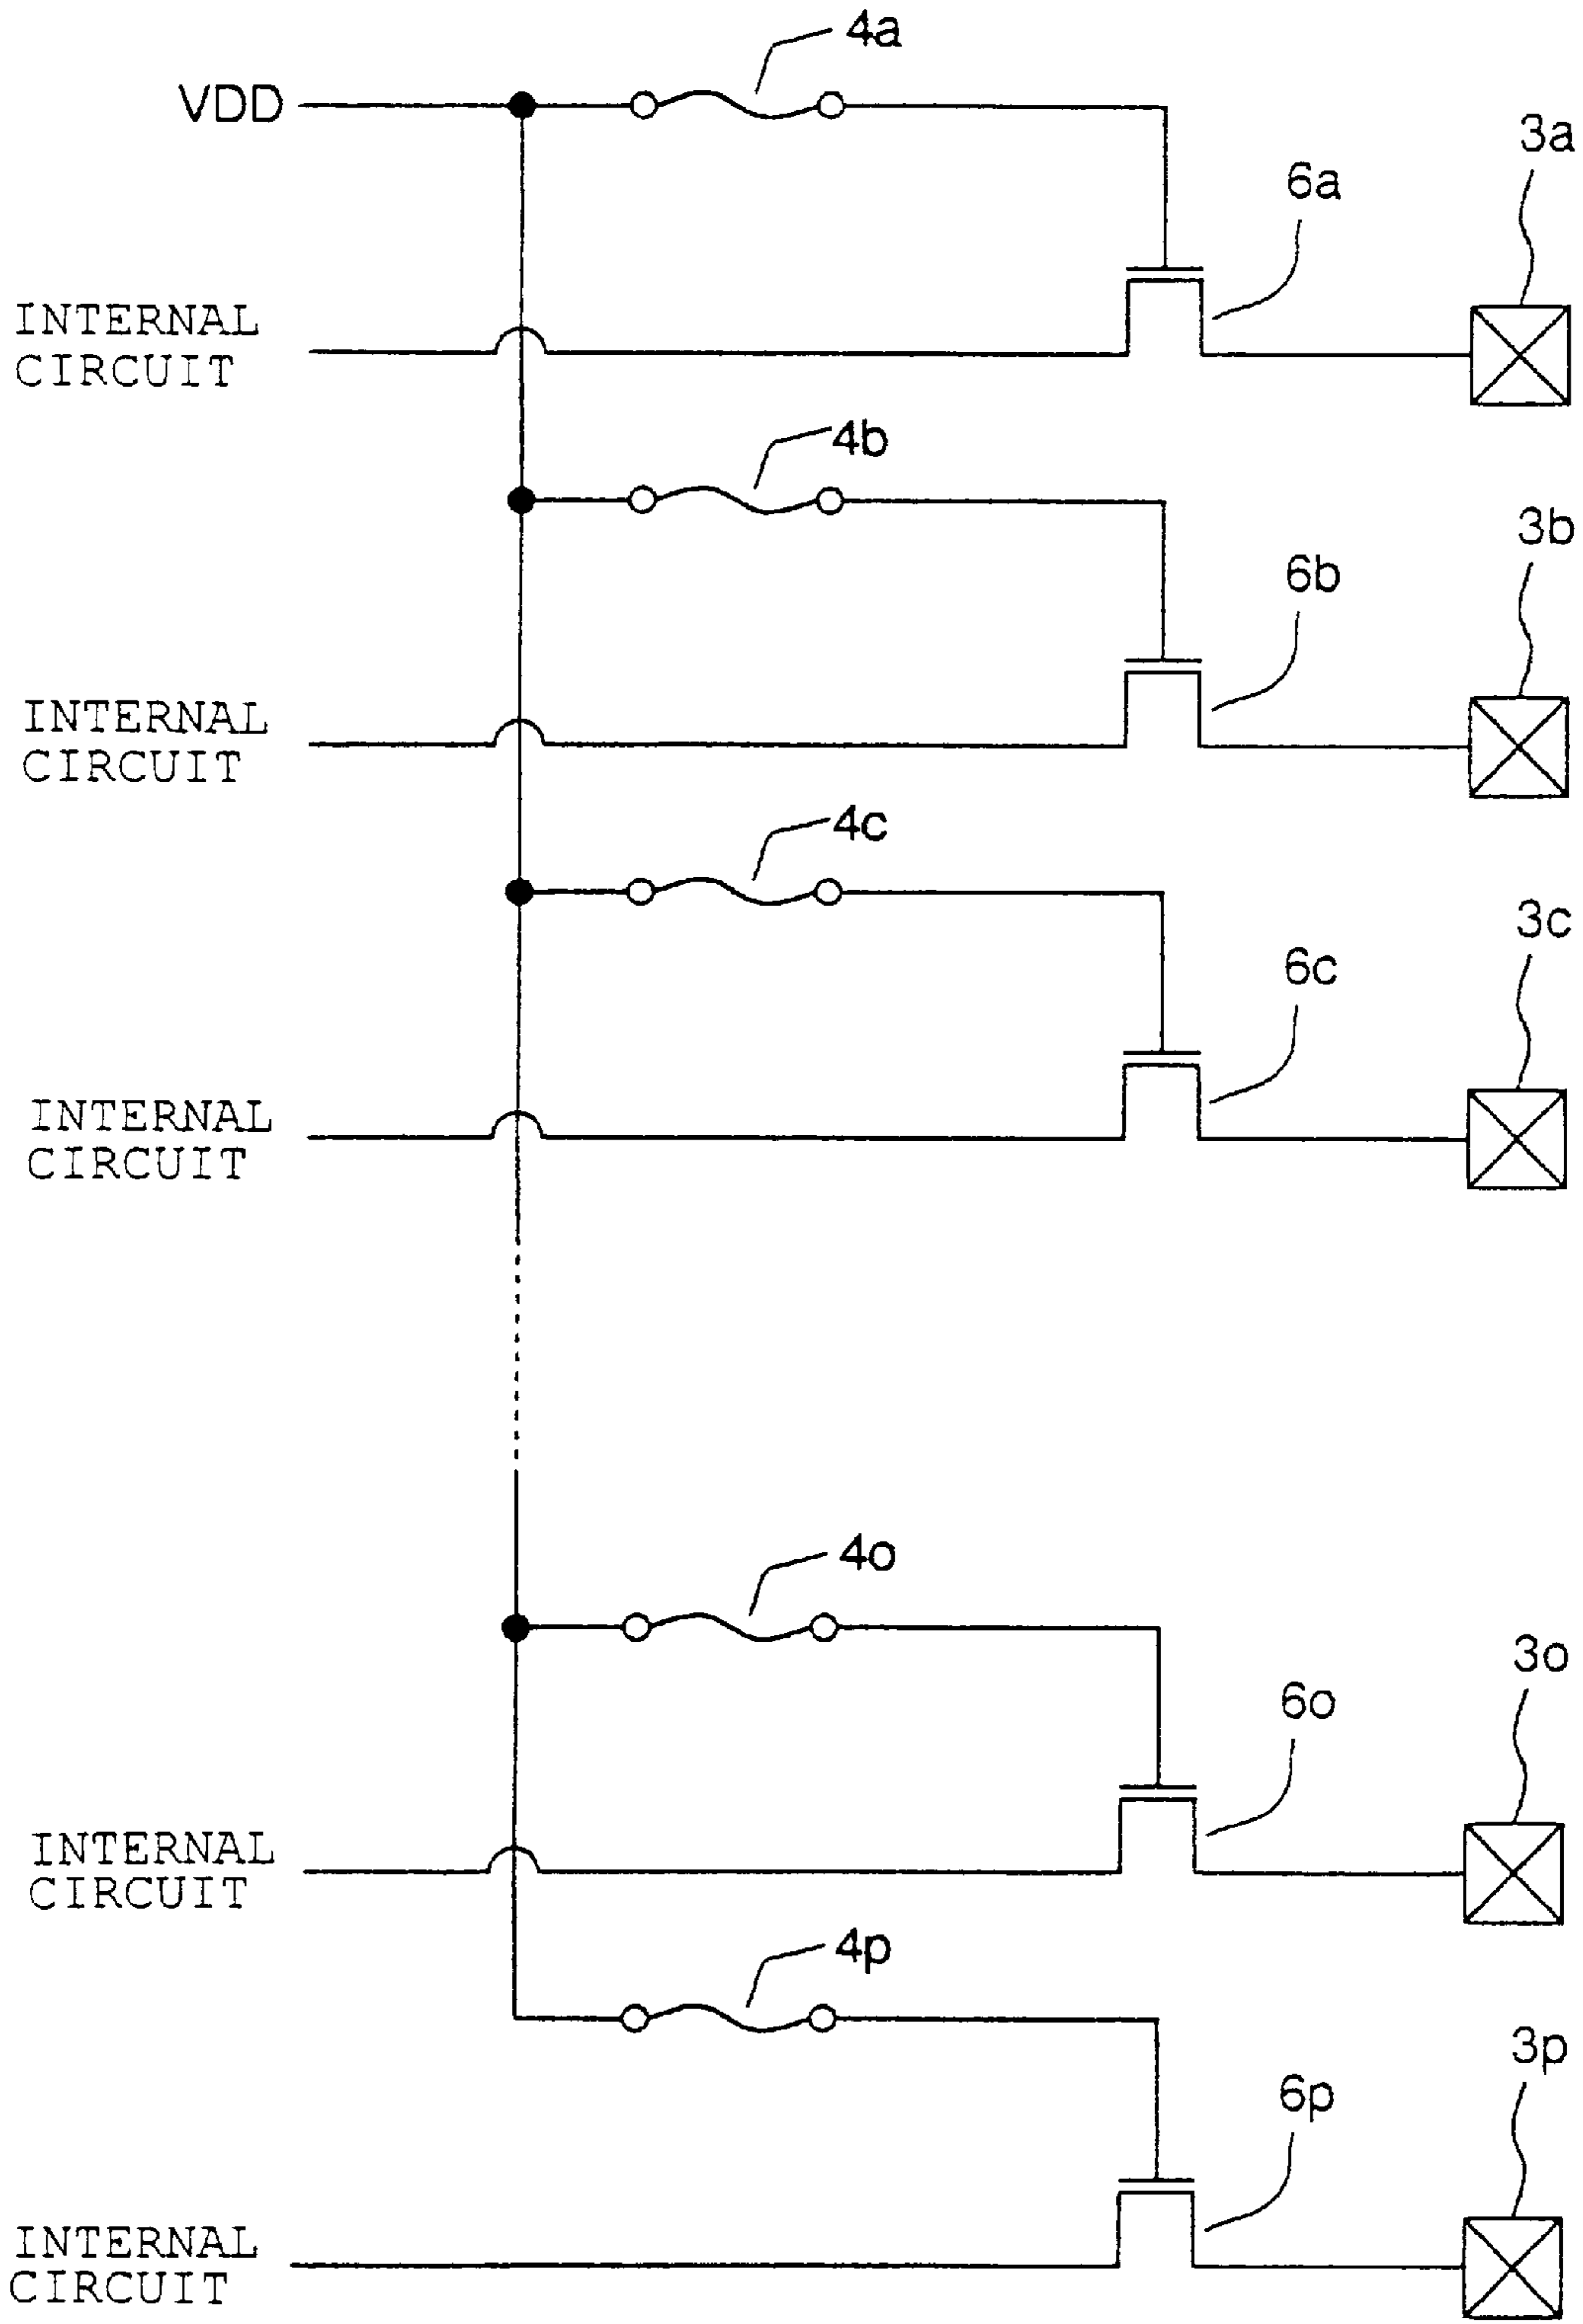 4a
VDD
3a
6a
INTERNAL
CIRCUIT
4b
3b
6b
INTERNAL
CIRCUIT
4c
3c
6c
INTERNAL
CIRCUIT
4o
3o
6o
INTERNAL
CIRCUIT
4p
3p
6p
INTERNAL
CIRCUIT